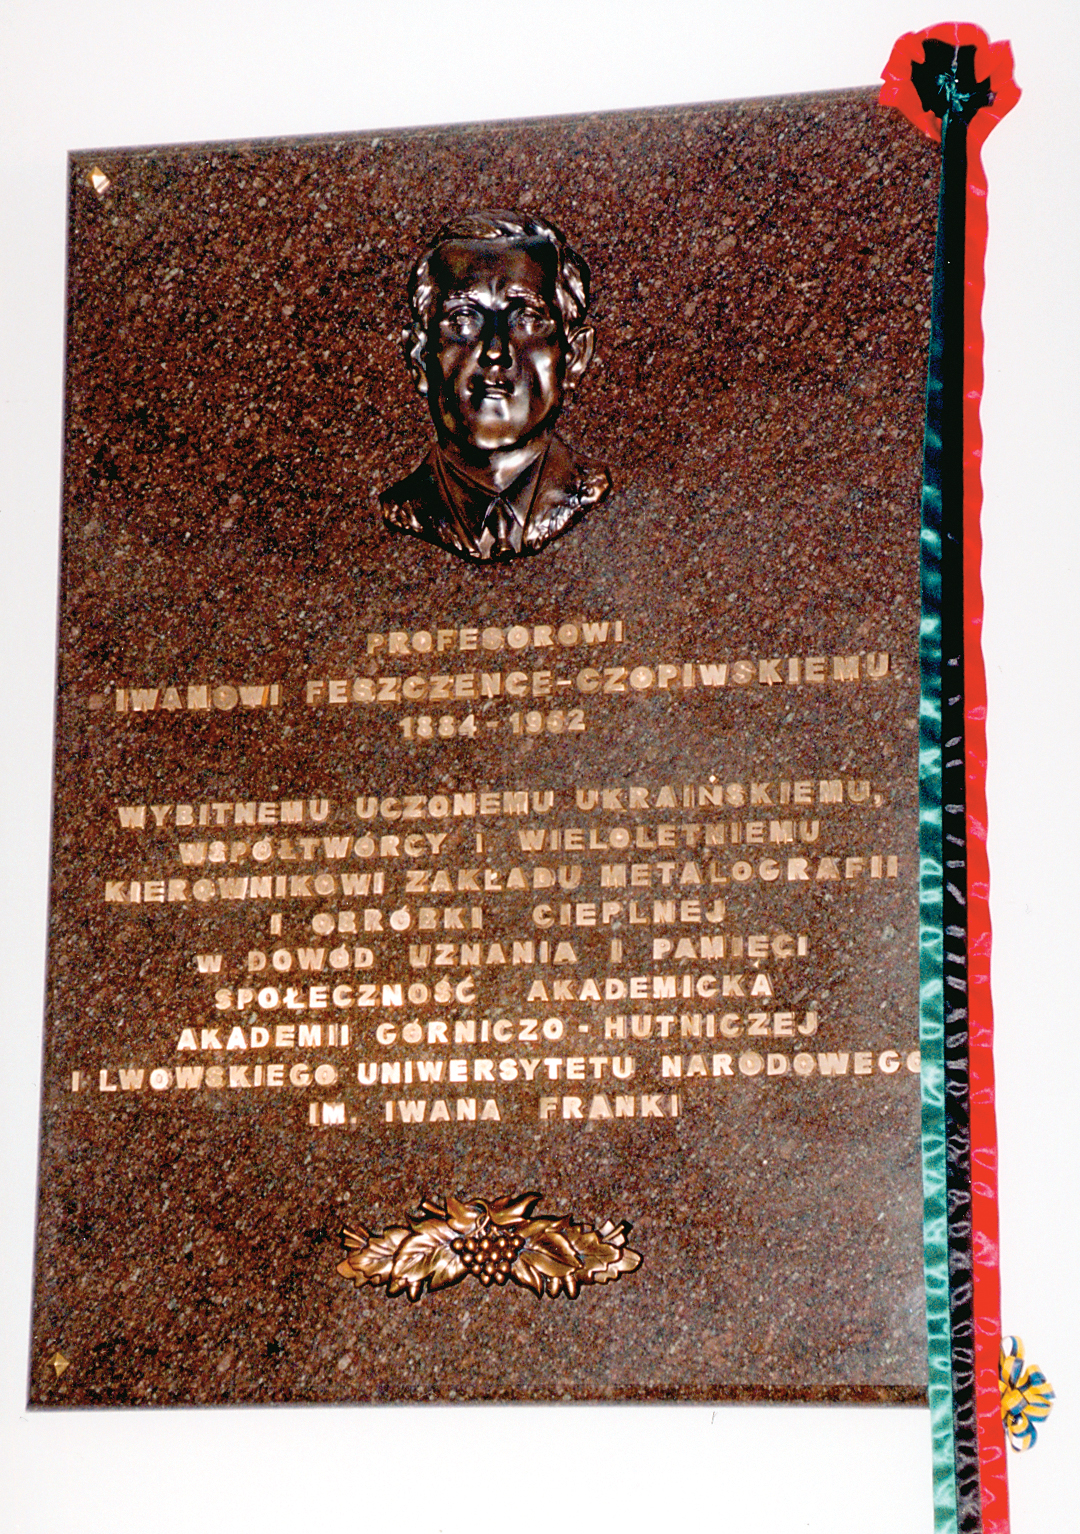 PROFESOROWI
IWANOWI FESZCZENCE-CZOPIWSKIEMU
1884 - 1952
WYBITNEMU UCZONEMU UKRAIŃSKIEMU,
WSPÓŁTWÓRCY I WIELOLETNIEMU
KIEROWNIKOWI ZAKŁADU METALOGRAFII
I OBRÓBKI CIEPLNEJ
W DOWÓD UZNANIA I PAMIĘCI
SPOŁECZNOŚĆ AKADEMICKA
AKADEMII GÓRNICZO - HUTNICZEJ
I LWOWSKIEGO UNIWERSYTETU NARODOWEGO
IM. IWANA FRANKI